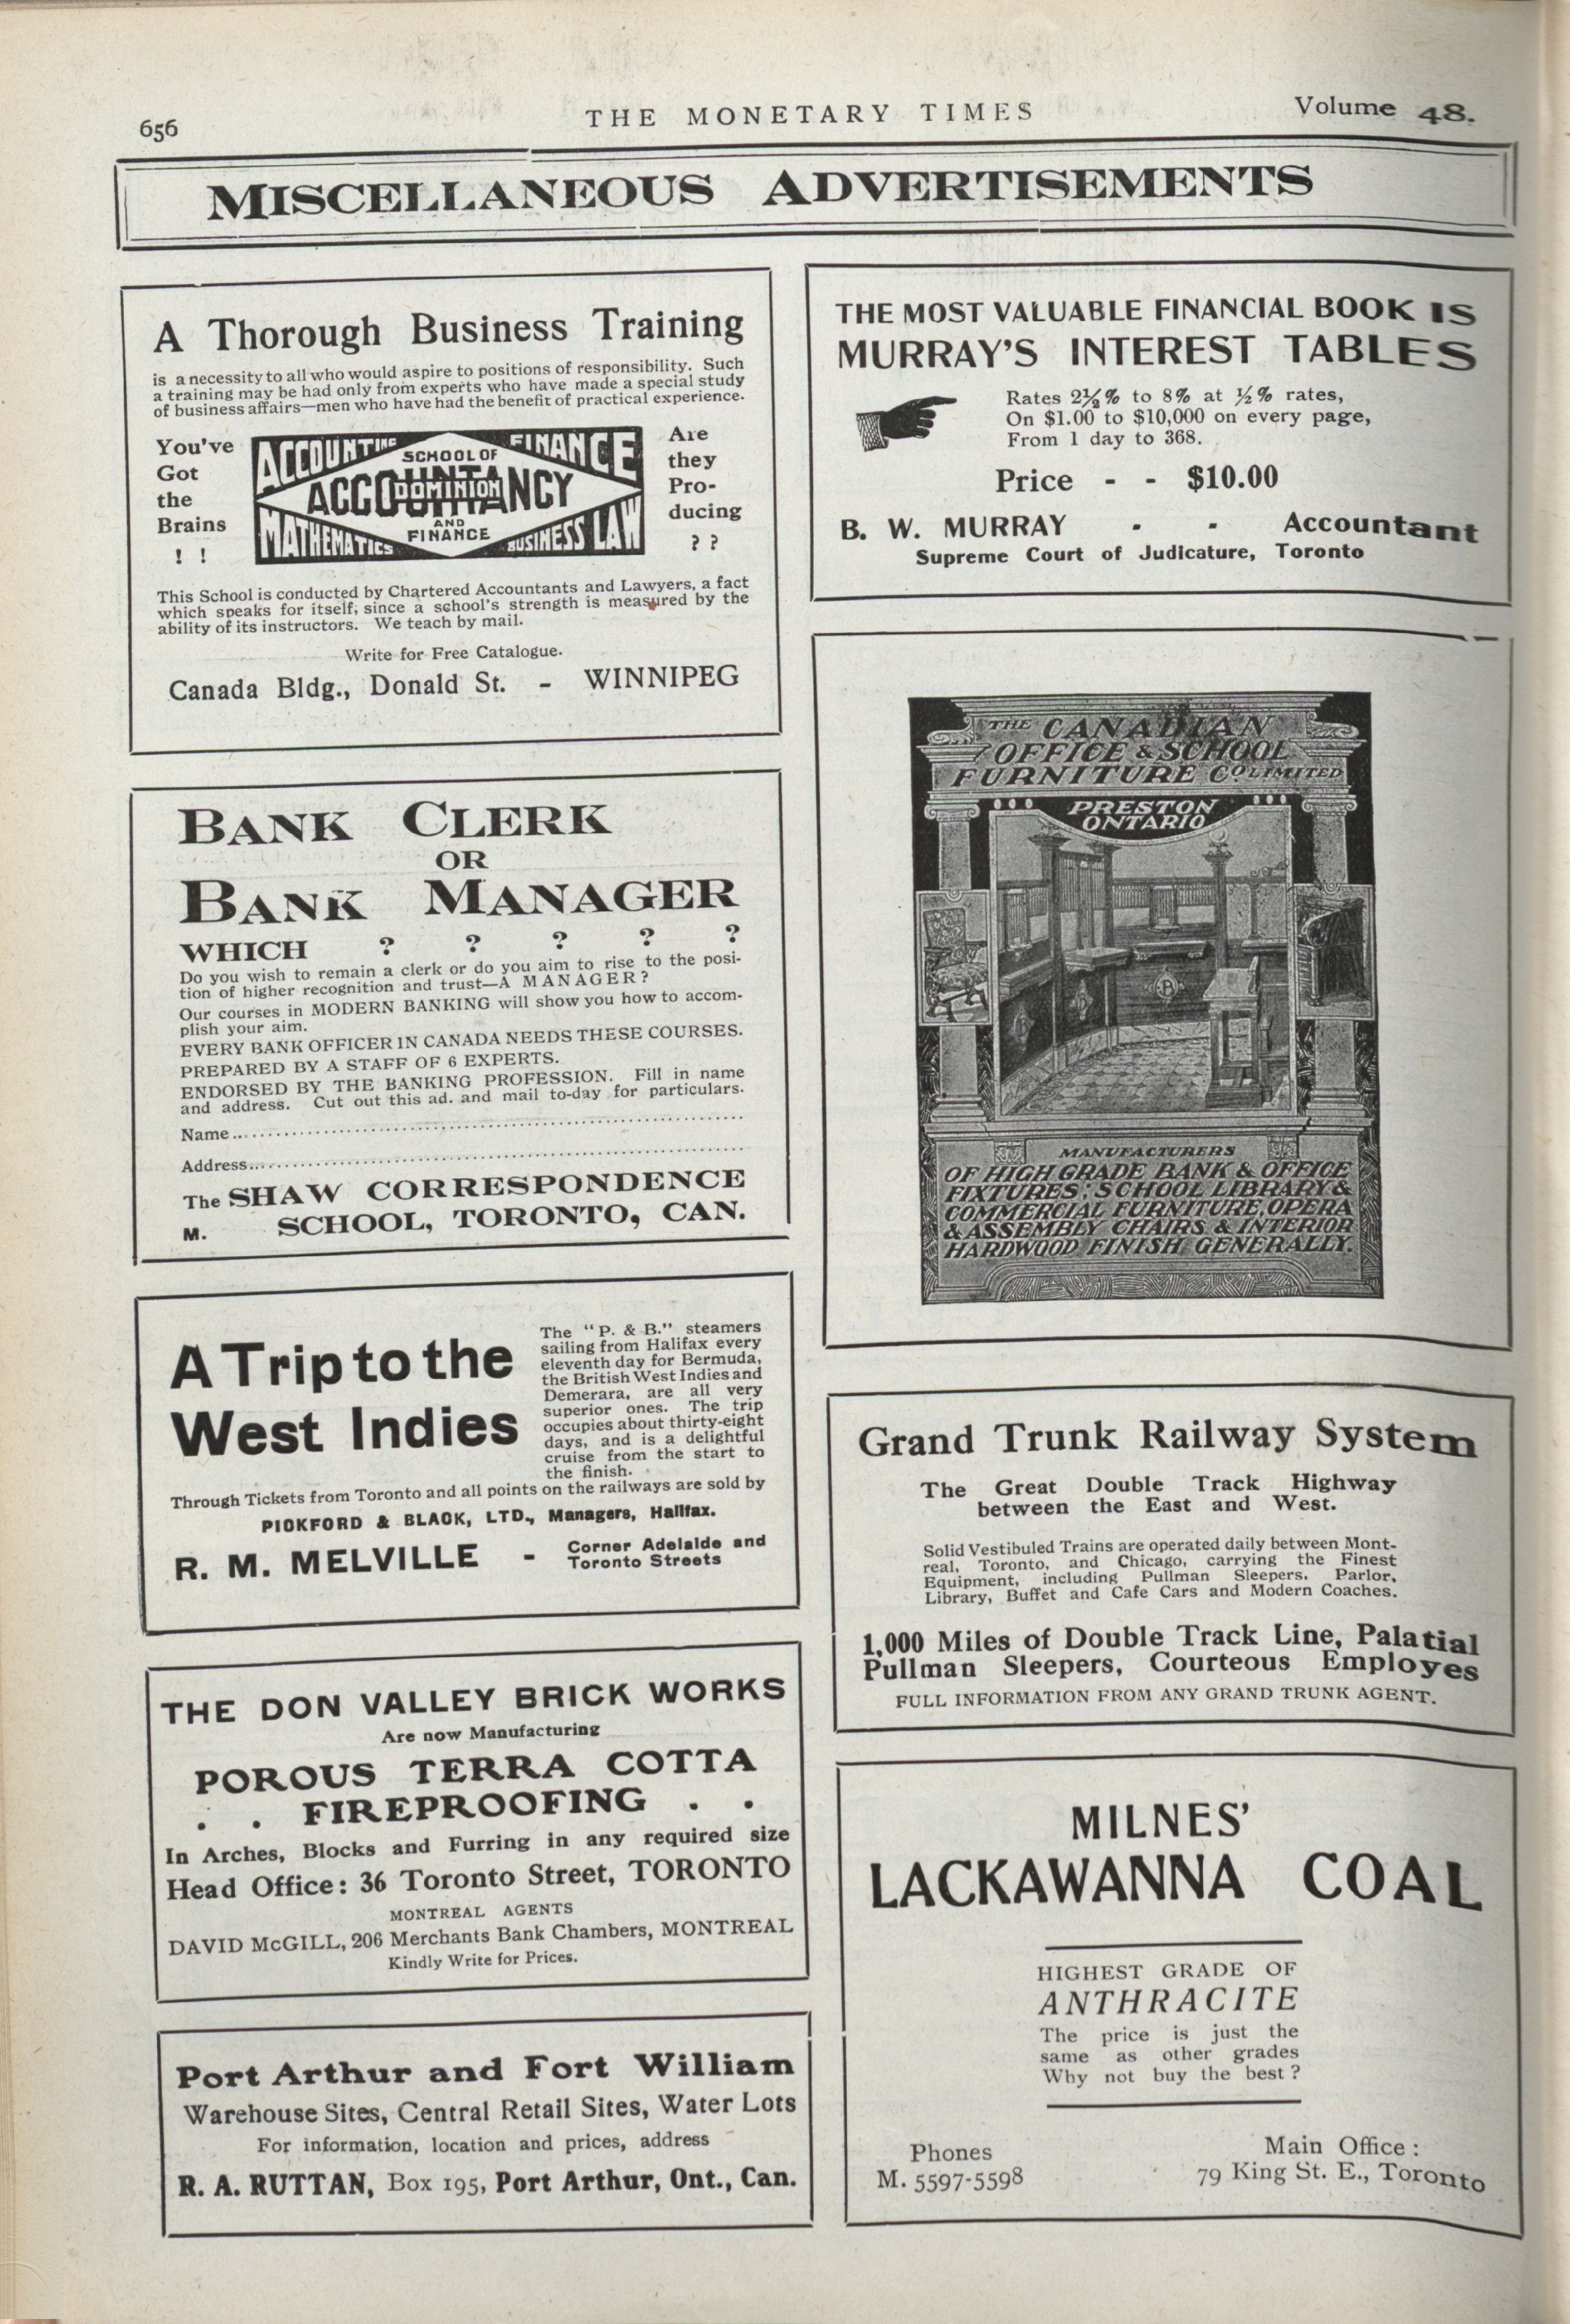 656
THE MONETARY TIMES
Volume 48.
MISCELLANEOUS ADVERTISEMENTS
A Thorough Business Training
is a necessity to all who would aspire to positions of responsibility. Such
a training may be had only from experts who have made a special study
of business affairs—men who have had the benefit of practical experience.
You've
Got
the
Brains
! !
ACCOUNTING
FINANCE
SCHOOL OF
ACCOUNTANCY
DOMINION
AND
FINANCE
MATHEMATICS
BUSINESS LAW
Are
they
Pro-
ducing
? ?
This School is conducted by Chartered Accountants and Lawyers, a fact
which speaks for itself, since a school's strength is measured by the
ability of its instructors. We teach by mail.
Write for Free Catalogue.
Canada Bldg., Donald St. - WINNIPEG
BANK CLERK
OR
BANK MANAGER
WHICH ? ? ? ? ?
Do you wish to remain a clerk or do you aim to rise to the posi-
tion of higher recognition and trust—A MANAGER?
Our courses in MODERN BANKING will show you how to accom-
plish your aim.
EVERY BANK OFFICER IN CANADA NEEDS THESE COURSES.
PREPARED BY A STAFF OF 6 EXPERTS.
ENDORSED BY THE BANKING PROFESSION. Fill in name
and address. Cut out this ad. and mail to-day for particulars.
Name
Address
The SHAW CORRESPONDENCE
M. SCHOOL, TORONTO, CAN.
A Trip to the
West Indies
The "P. & B." steamers
sailing from Halifax every
eleventh day for Bermuda,
the British West Indies and
Demerara, are all very
superior ones. The trip
occupies about thirty-eight
days, and is a delightful
cruise from the start to
the finish.
Through Tickets from Toronto and all points on the railways are sold by
PICKFORD & BLACK, LTD., Managers, Halifax.
R. M. MELVILLE -
Corner Adelaide and
Toronto Streets
THE DON VALLEY BRICK WORKS
Are now Manufacturing
POROUS TERRA COTTA
. . FIREPROOFING . .
In Arches, Blocks and Furring in any required size
Head Office: 36 Toronto Street, TORONTO
MONTREAL AGENTS
DAVID McGILL, 206 Merchants Bank Chambers, MONTREAL
Kindly Write for Prices.
Port Arthur and Fort William
Warehouse Sites, Central Retail Sites, Water Lots
For information, location and prices, address
R. A. RUTTAN, Box 195, Port Arthur, Ont., Can.
THE MOST VALUABLE FINANCIAL BOOK IS
MURRAY'S INTEREST TABLES
Rates 2½% to 8% at ½% rates,
On $1.00 to $10,000 on every page,
From 1 day to 368.
Price - - $10.00
B. W. MURRAY - - Accountant
Supreme Court of Judicature, Toronto
THE CANADIAN
OFFICE & SCHOOL
FURNITURE CO LIMITED
PRESTON
ONTARIO
B
MANUFACTURERS
OF HIGH GRADE BANK & OFFICE
FIXTURES: SCHOOL LIBRARY &
COMMERCIAL FURNITURE, OPERA
& ASSEMBLY CHAIRS & INTERIOR
HARDWOOD FINISH GENERALLY.
Grand Trunk Railway System
The Great Double Track Highway
between the East and West.
Solid Vestibuled Trains are operated daily between Mont-
real, Toronto, and Chicago, carrying the Finest
Equipment, including Pullman Sleepers, Parlor,
Library, Buffet and Cafe Cars and Modern Coaches.
1,000 Miles of Double Track Line, Palatial
Pullman Sleepers, Courteous Employes
FULL INFORMATION FROM ANY GRAND TRUNK AGENT.
MILNES'
LACKAWANNA COAL
HIGHEST GRADE OF
ANTHRACITE
The price is just the
same as other grades
Why not buy the best?
Phones
M. 5597-5598
Main Office:
79 King St. E., Toronto